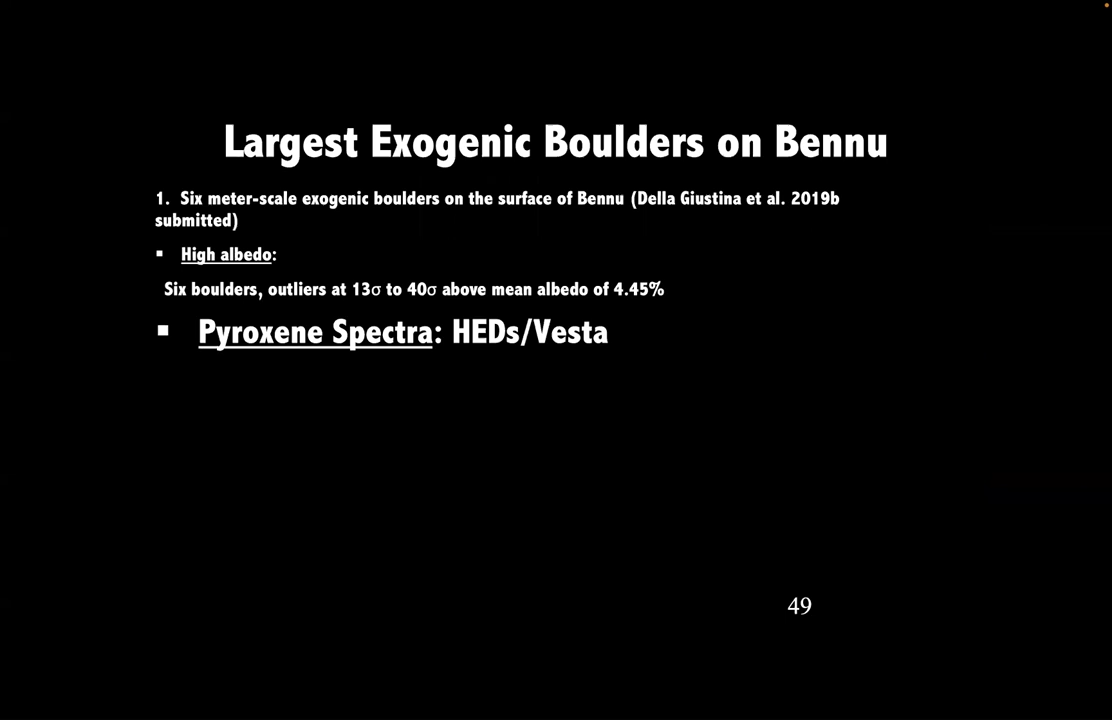 Largest Exogenic Boulders on Bennu
1. Six meter-scale exogenic boulders on the surface of Bennu (Della Giustina et al. 2019b
submitted)
▪ High albedo:
Six boulders, outliers at 13σ to 40σ above mean albedo of 4.45%
▪ Pyroxene Spectra: HEDs/Vesta
49